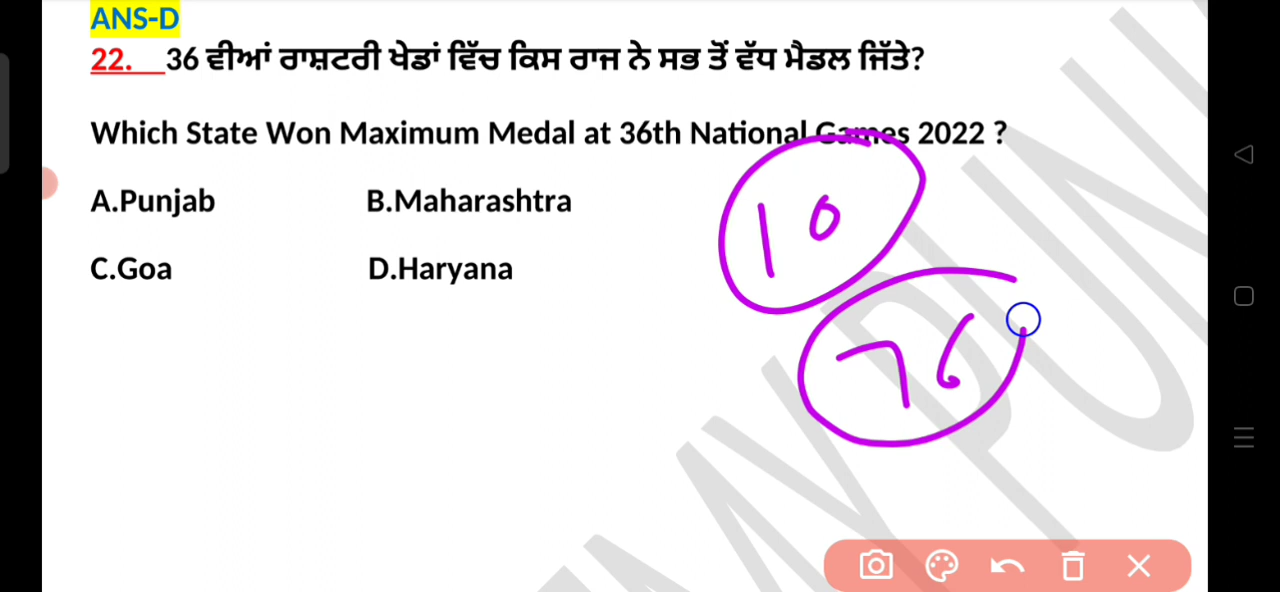 ANS-D
22. 36 ਵੀਆਂ ਰਾਸ਼ਟਰੀ ਖੇਡਾਂ ਵਿੱਚ ਕਿਸ ਰਾਜ ਨੇ ਸਭ ਤੋਂ ਵੱਧ ਮੈਡਲ ਜਿੱਤੇ?
Which State Won Maximum Medal at 36th National Games 2022 ?
A.Punjab B.Maharashtra
10
C.Goa D.Haryana
76